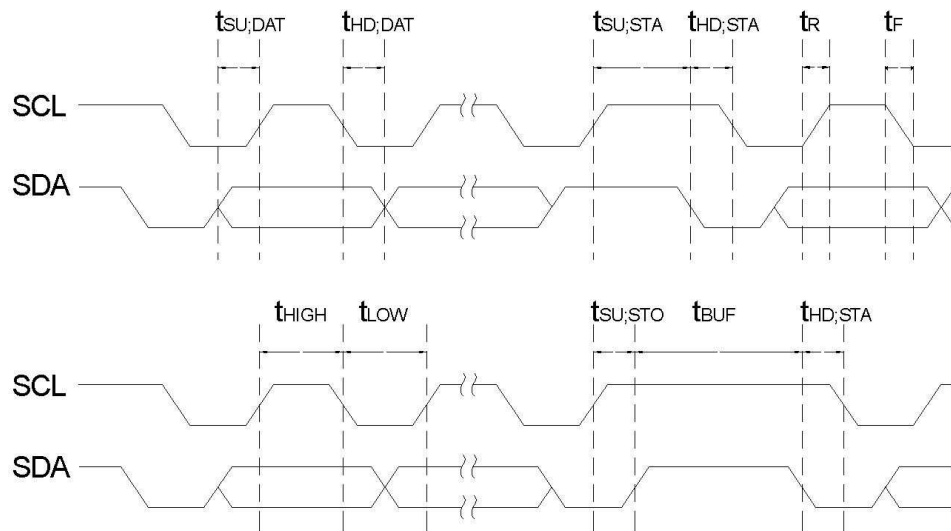 tSU;DAT tHD;DAT tSU;STA tHD;STA tR tF
SCL
SDA
tHIGH tLOW tSU;STO tBUF tHD;STA
SCL
SDA